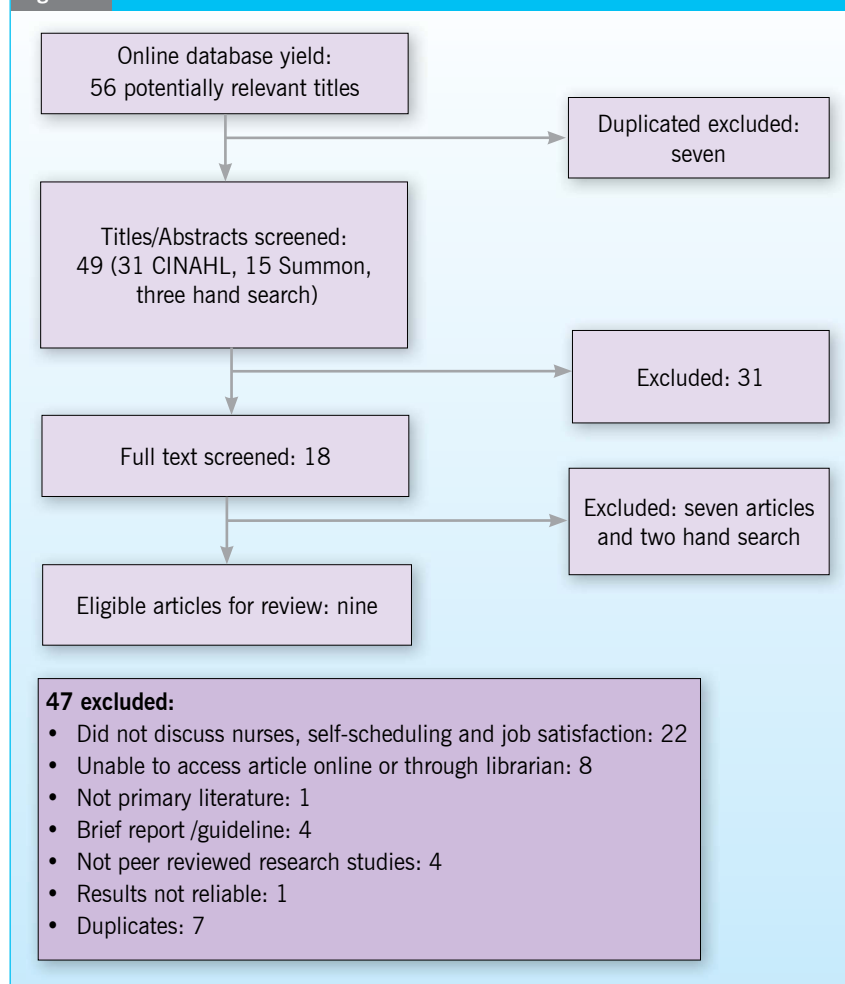 Online database yield:
56 potentially relevant titles
Duplicated excluded:
seven
Titles/Abstracts screened:
49 (31 CINAHL, 15 Summon,
three hand search)
Excluded: 31
Full text screened: 18
Excluded: seven articles
and two hand search
Eligible articles for review: nine
47 excluded:
• Did not discuss nurses, self-scheduling and job satisfaction: 22
• Unable to access article online or through librarian: 8
• Not primary literature: 1
• Brief report /guideline: 4
• Not peer reviewed research studies: 4
• Results not reliable: 1
• Duplicates: 7